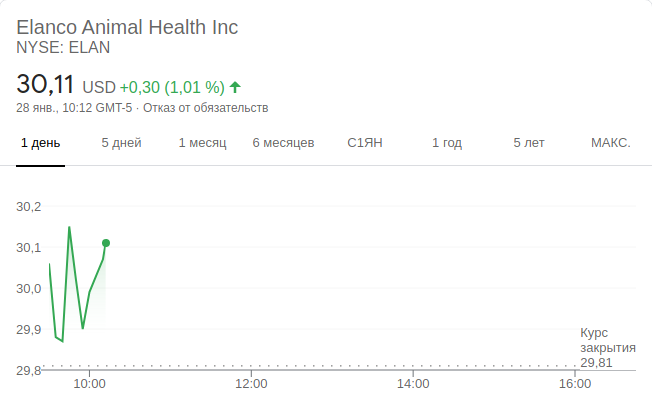 Elanco Animal Health Inc
NYSE: ELAN
30,11 USD +0,30 (1,01 %)
28 янв., 10:12 GMT-5 · Отказ от обязательств
1 день 5 дней 1 месяц 6 месяцев С1ЯН 1 год 5 лет МАКС.
30,2
30,1
30,0
29,9
29,8
Курс
закрытия
29,81
10:00 12:00 14:00 16:00